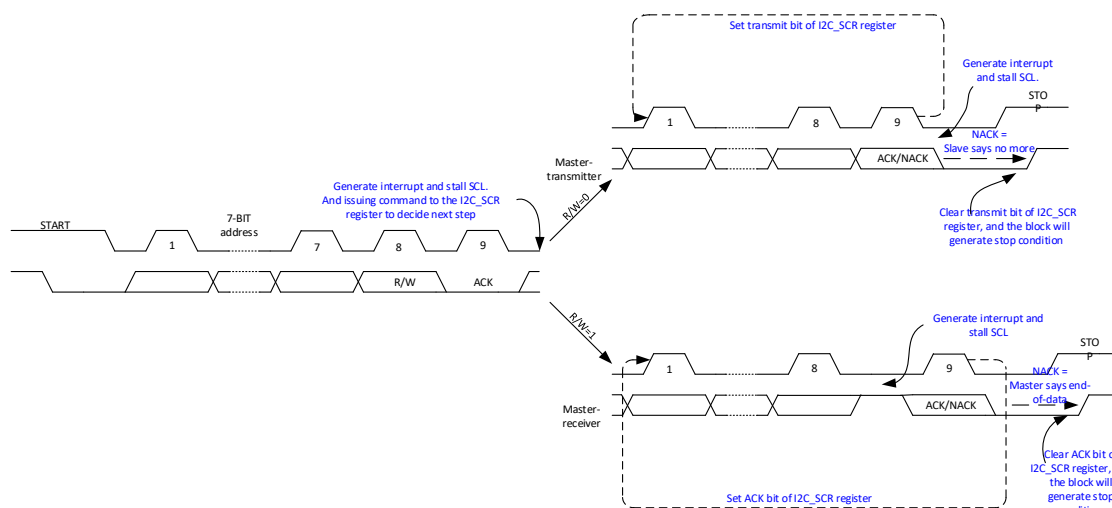 Set transmit bit of I2C_SCR register
Generate interrupt
and stall SCL.
STO
P
1
8
9
NACK =
Slave says no more
ACK/NACK
Master-
transmitter
R/W=0
Generate interrupt and stall SCL.
And issuing command to the I2C_SCR
register to decide next step
Clear transmit bit of I2C_SCR
register, and the block will
generate stop condition
START
7-BIT
address
1
7
8
9
R/W
ACK
R/W=1
Generate interrupt and
stall SCL
STO
P
1
8
9
NACK =
Master says end-
of-data
ACK/NACK
Master-
receiver
Clear ACK bit
I2C_SCR register,
the block will
generate stop
Set ACK bit of I2C_SCR register